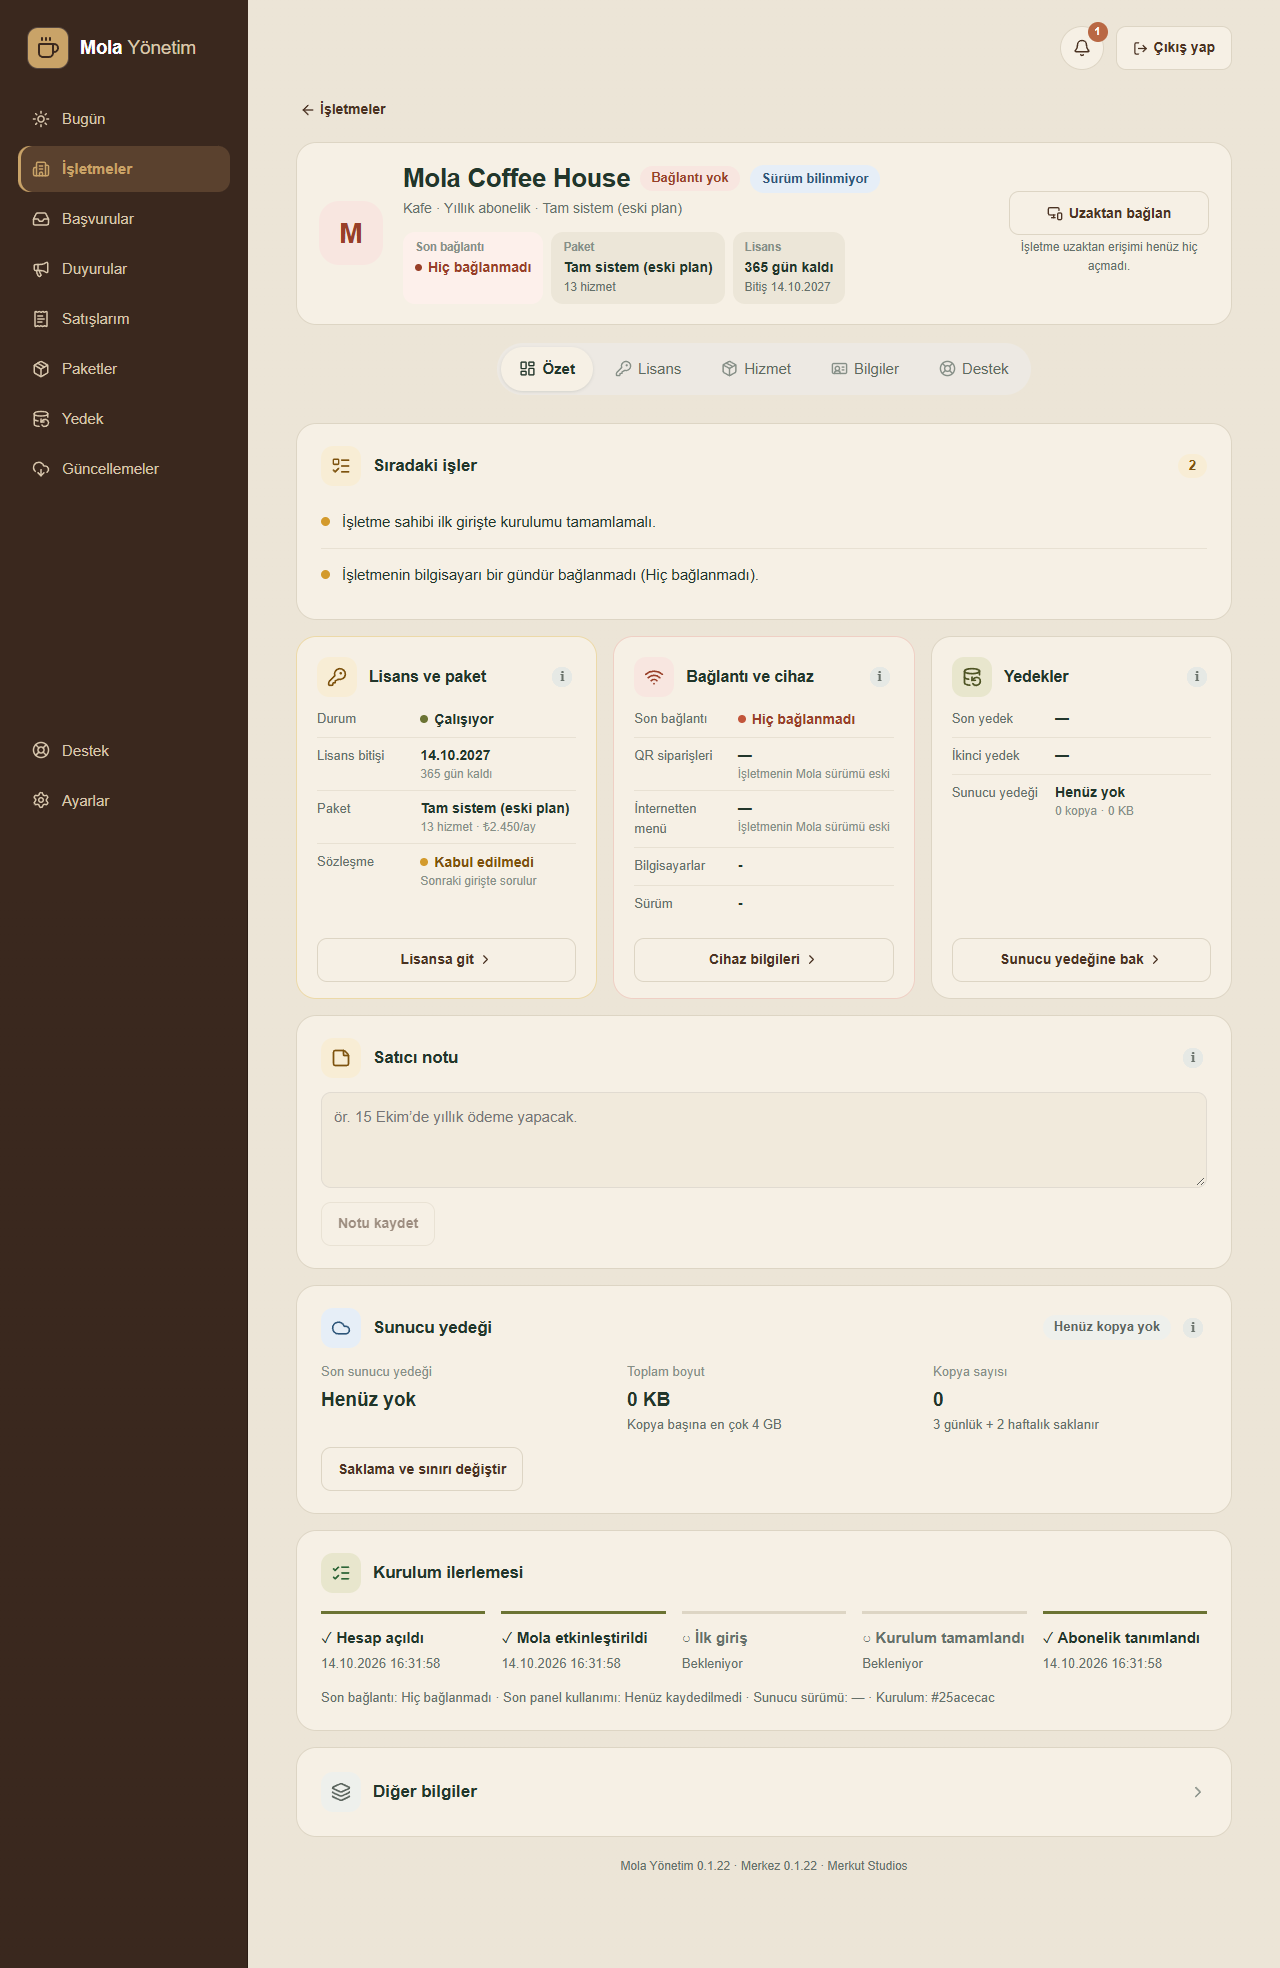 Mola Yönetim
1
Çıkış yap
Bugün
İşletmeler
Başvurular
Duyurular
Satışlarım
Paketler
Yedek
Güncellemeler
Destek
Ayarlar
İşletmeler
M
Mola Coffee House
Bağlantı yok
Sürüm bilinmiyor
Kafe · Yıllık abonelik · Tam sistem (eski plan)
Son bağlantı
Hiç bağlanmadı
Paket
Tam sistem (eski plan)
13 hizmet
Lisans
365 gün kaldı
Bitiş 14.10.2027
Uzaktan bağlan
İşletme uzaktan erişimi henüz hiç
açmadı.
Özet
Lisans
Hizmet
Bilgiler
Destek
Sıradaki işler
2
İşletme sahibi ilk girişte kurulumu tamamlamalı.
İşletmenin bilgisayarı bir gündür bağlanmadı (Hiç bağlanmadı).
Lisans ve paket
i
Durum
Çalışıyor
Lisans bitişi
14.10.2027
365 gün kaldı
Paket
Tam sistem (eski plan)
13 hizmet · ₺2.450/ay
Sözleşme
Kabul edilmedi
Sonraki girişte sorulur
Lisansa git
Bağlantı ve cihaz
i
Son bağlantı
Hiç bağlanmadı
QR siparişleri
—
İşletmenin Mola sürümü eski
İnternetten
menü
—
İşletmenin Mola sürümü eski
Bilgisayarlar
-
Sürüm
-
Cihaz bilgileri
Yedekler
i
Son yedek
—
İkinci yedek
—
Sunucu yedeği
Henüz yok
0 kopya · 0 KB
Sunucu yedeğine bak
Satıcı notu
i
ör. 15 Ekim’de yıllık ödeme yapacak.
Notu kaydet
Sunucu yedeği
Henüz kopya yok
i
Son sunucu yedeği
Henüz yok
Toplam boyut
0 KB
Kopya başına en çok 4 GB
Kopya sayısı
0
3 günlük + 2 haftalık saklanır
Saklama ve sınırı değiştir
Kurulum ilerlemesi
✓ Hesap açıldı
14.10.2026 16:31:58
✓ Mola etkinleştirildi
14.10.2026 16:31:58
○ İlk giriş
Bekleniyor
○ Kurulum tamamlandı
Bekleniyor
✓ Abonelik tanımlandı
14.10.2026 16:31:58
Son bağlantı: Hiç bağlanmadı · Son panel kullanımı: Henüz kaydedilmedi · Sunucu sürümü: — · Kurulum: #25acecac
Diğer bilgiler
Mola Yönetim 0.1.22 · Merkez 0.1.22 · Merkut Studios